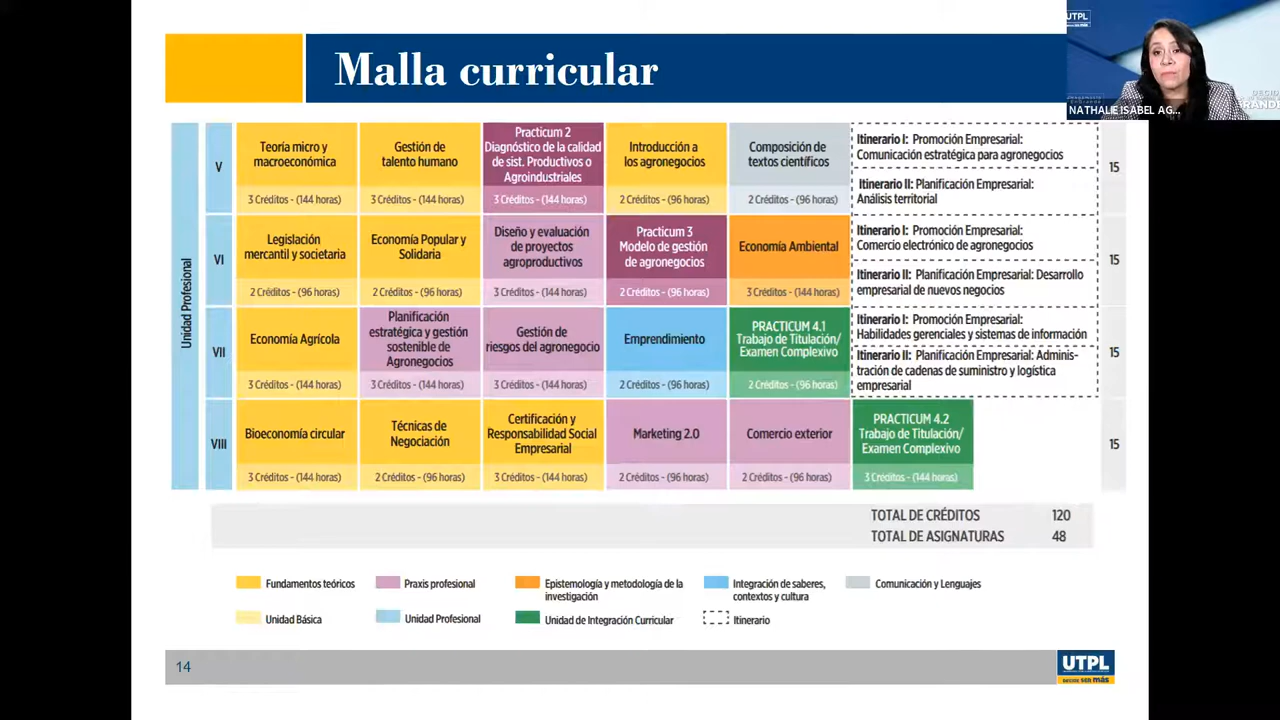 Malla curricular
UTPL
NATHALIE ISABEL AG...
Unidad Profesional
V
Teoría micro y
macroeconómica
3 Créditos - (144 horas)
Gestión de
talento humano
3 Créditos - (144 horas)
Practicum 2
Diagnóstico de la calidad
de sist. Productivos o
Agroindustriales
3 Créditos - (144 horas)
Introducción a
los agronegocios
2 Créditos - (96 horas)
Composición de
textos científicos
2 Créditos - (96 horas)
Itinerario I: Promoción Empresarial:
Comunicación estratégica para agronegocios
Itinerario II: Planificación Empresarial:
Análisis territorial
15
VI
Legislación
mercantil y societaria
2 Créditos - (96 horas)
Economía Popular y
Solidaria
2 Créditos - (96 horas)
Diseño y evaluación
de proyectos
agroproductivos
3 Créditos - (144 horas)
Practicum 3
Modelo de gestión
de agronegocios
2 Créditos - (96 horas)
Economía Ambiental
3 Créditos - (144 horas)
Itinerario I: Promoción Empresarial:
Comercio electrónico de agronegocios
Itinerario II: Planificación Empresarial: Desarrollo
empresarial de nuevos negocios
15
VII
Economía Agrícola
3 Créditos - (144 horas)
Planificación
estratégica y gestión
sostenible de
Agronegocios
3 Créditos - (144 horas)
Gestión de
riesgos del agronegocio
3 Créditos - (144 horas)
Emprendimiento
2 Créditos - (96 horas)
PRACTICUM 4.1
Trabajo de Titulación/
Examen Complexivo
2 Créditos - (96 horas)
Itinerario I: Promoción Empresarial:
Habilidades gerenciales y sistemas de información
Itinerario II: Planificación Empresarial: Adminis-
tración de cadenas de suministro y logística
empresarial
15
VIII
Bioeconomía circular
3 Créditos - (144 horas)
Técnicas de
Negociación
2 Créditos - (96 horas)
Certificación y
Responsabilidad Social
Empresarial
3 Créditos - (144 horas)
Marketing 2.0
2 Créditos - (96 horas)
Comercio exterior
2 Créditos - (96 horas)
PRACTICUM 4.2
Trabajo de Titulación/
Examen Complexivo
3 Créditos - (144 horas)
15
TOTAL DE CRÉDITOS 120
TOTAL DE ASIGNATURAS 48
Fundamentos teóricos
Praxis profesional
Epistemología y metodología de la
investigación
Integración de saberes,
contextos y cultura
Comunicación y Lenguajes
Unidad Básica
Unidad Profesional
Unidad de Integración Curricular
Itinerario
14
UTPL
DECIDE SER MÁS